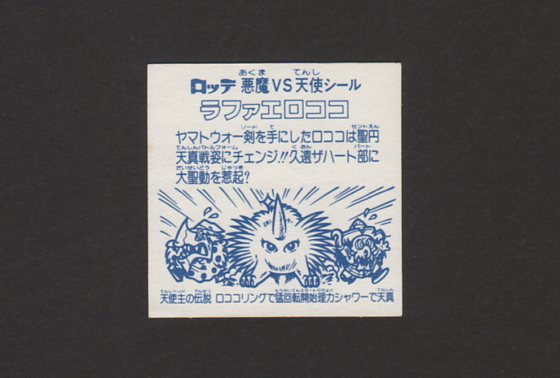 ロッテ 悪魔VS天使シール
ラファエロココ
ヤマトウォー剣を手にしたロココは聖円
天真戦姿にチェンジ!!久遠ザハート部に
大聖動を惹起?
天使主の伝説 ロココリングで猛回転開始理力シャワーで天真